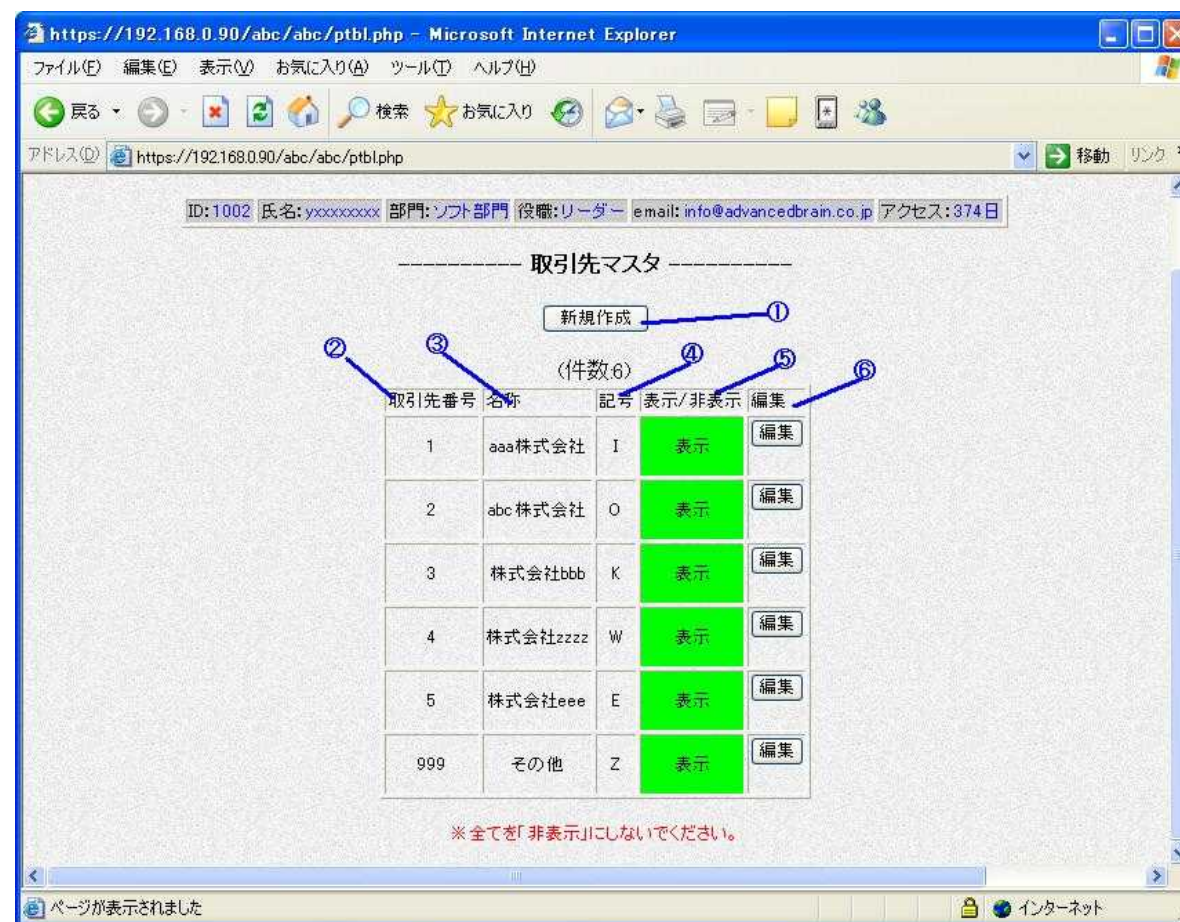 https://192.168.0.90/abc/abc/ptbl.php - Microsoft Internet Explorer
ファイル(F) 編集(E) 表示(V) お気に入り(A) ツール(T) ヘルプ(H)
戻る 検索 お気に入り
アドレス(D) https://192.168.0.90/abc/abc/ptbl.php 移動 リンク
ID:1002 氏名:yxxxxxxxx 部門:ソフト部門 役職:リーダー email:info@advancedbrain.co.jp アクセス:374日
---------- 取引先マスタ ----------
新規作成 ①
② ③ ④ ⑤ ⑥
(件数:6)
取引先番号 名称 記号 表示/非表示 編集
1 aaa株式会社 I 表示 編集
2 abc株式会社 O 表示 編集
3 株式会社bbb K 表示 編集
4 株式会社zzzz W 表示 編集
5 株式会社eee E 表示 編集
999 その他 Z 表示 編集
※全てを「非表示」にしないでください。
ページが表示されました インターネット